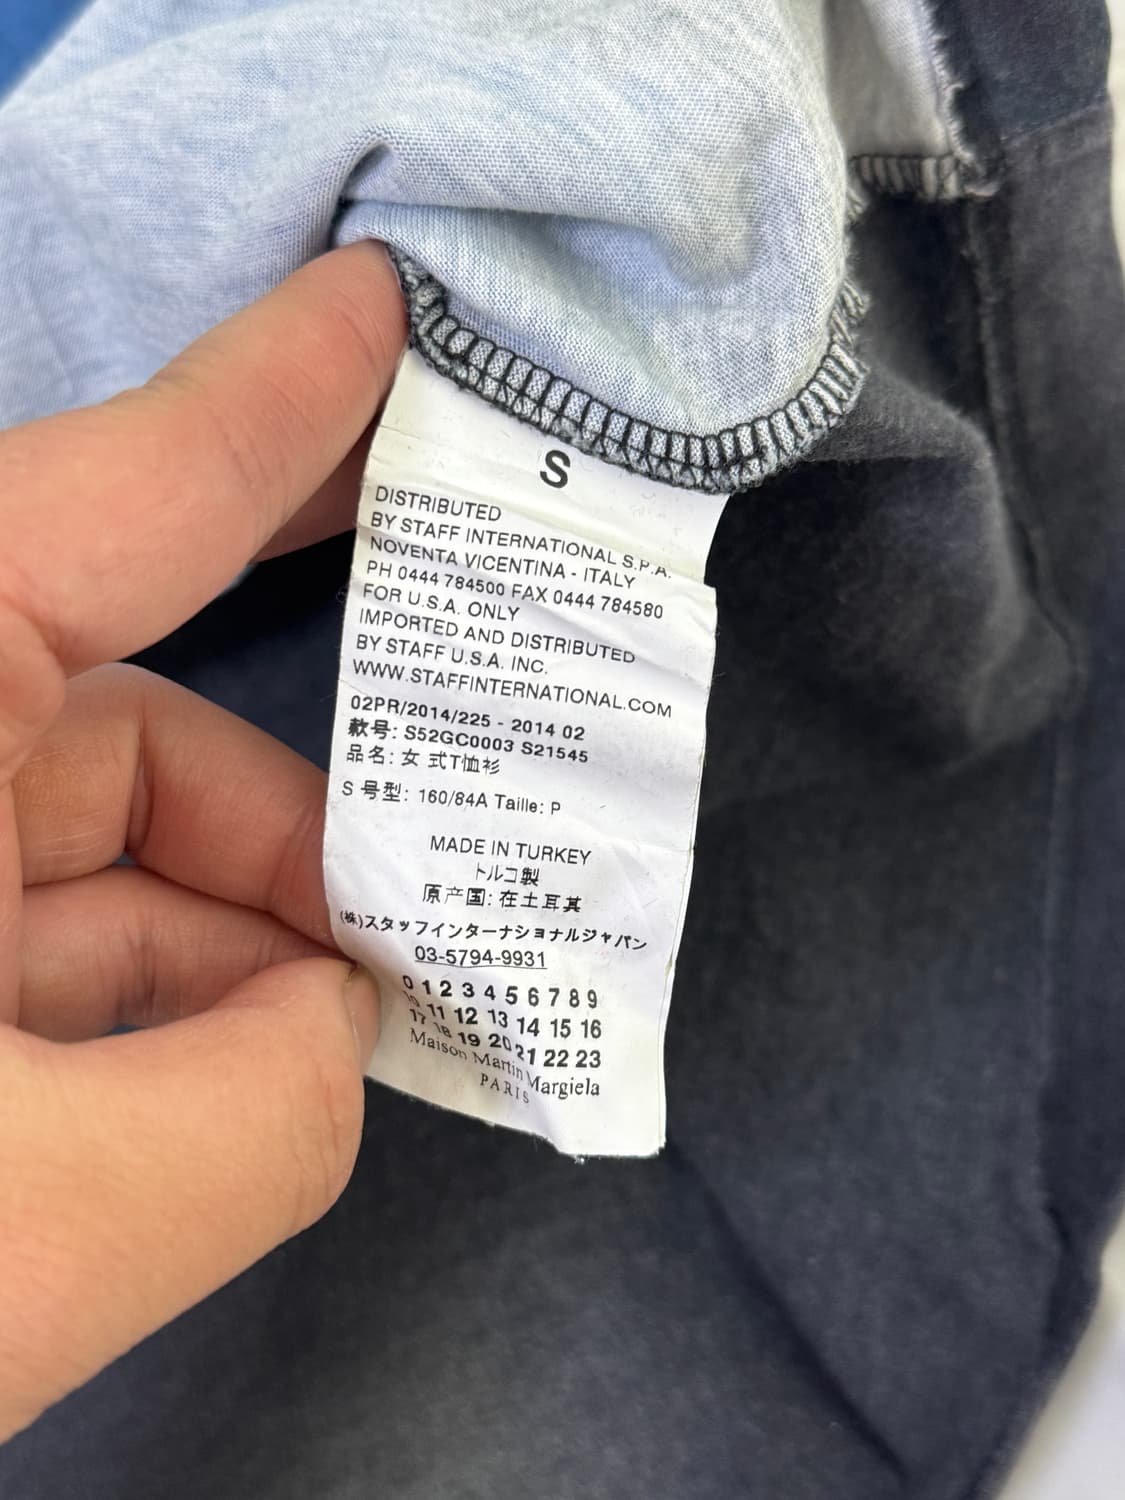 S
DISTRIBUTED
BY STAFF INTERNATIONAL S.P.A.
NOVENTA VICENTINA - ITALY
PH 0444 784500 FAX 0444 784580
FOR U.S.A. ONLY
IMPORTED AND DISTRIBUTED
BY STAFF U.S.A. INC.
WWW.STAFFINTERNATIONAL.COM
02PR/2014/225 - 2014 02
款号: S52GC0003 S21545
品名: 女 式T恤衫
S 号型: 160/84A Taille: P
MADE IN TURKEY
トルコ製
原产国: 在土耳其
(株)スタッフインターナショナルジャパン
03-5794-9931
0 1 2 3 4 5 6 7 8 9
10 11 12 13 14 15 16
17 18 19 20 21 22 23
Maison Martin Margiela
PARIS